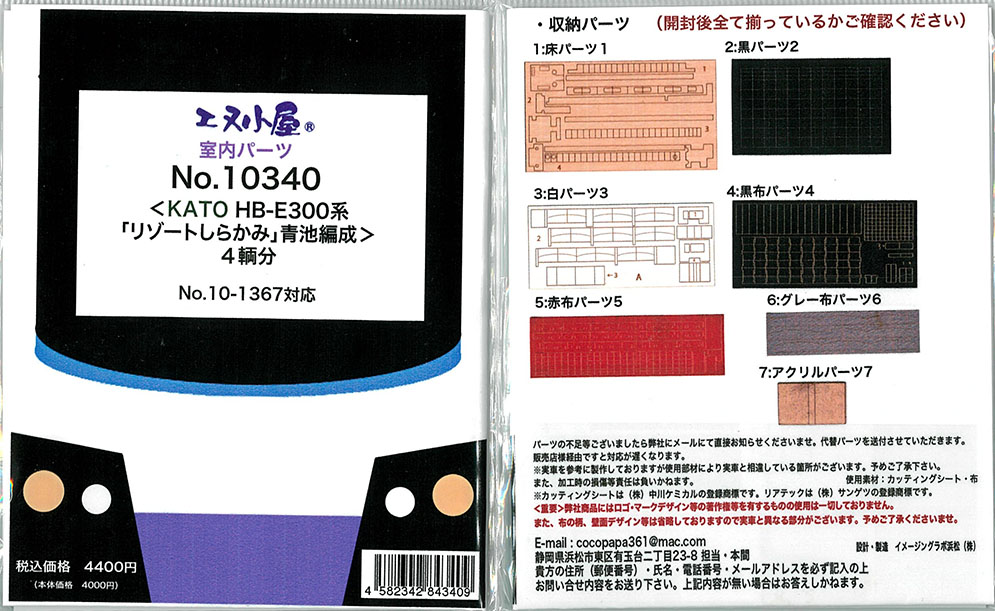 エヌ小屋®
室内パーツ
No.10340
<KATO HB-E300系
「リゾートしらかみ」青池編成>
４輌分
No.10-1367対応
税込価格 4400円
(本体価格 4000円)
4 582342 843409
・収納パーツ （開封後全て揃っているかご確認ください）
1:床パーツ1
2:黒パーツ2
1
2
3
4
3:白パーツ3
4:黒布パーツ4
1
2
←3
A
5:赤布パーツ5
6:グレー布パーツ6
7:アクリルパーツ7
パーツの不足等ございましたら弊社にメールにて直接お知らせくださいませ。代替パーツを送付させていただきます。
販売店様経由ですと対応が遅くなります。
※実車を参考に製作しておりますが使用部材により実車と相違している箇所がございます。予めご了承下さい。
また、加工時の損傷等責任は負いかねます。 使用素材：カッティングシート・布
※カッティングシートは（株）中川ケミカルの登録商標です。リアテックは（株）サンゲツの登録商標です。
<重要>弊社商品にはロゴ・マークデザイン等の著作権等を有するものの使用は一切しておりません。
また、布の柄、壁面デザイン等は省略しておりますので実車と異なる部分がございます。予めご了承くださいませ。
E-mail : cocopapa361@mac.com
設計・製造 イメージングラボ浜松（株）
静岡県浜松市東区有玉台二丁目23-8 担当・本間
貴方の住所（郵便番号）・氏名・電話番号・メールアドレスを必ず記入の上
お問い合せ内容をお送り下さい。上記内容が無い場合はお答えしかねます。